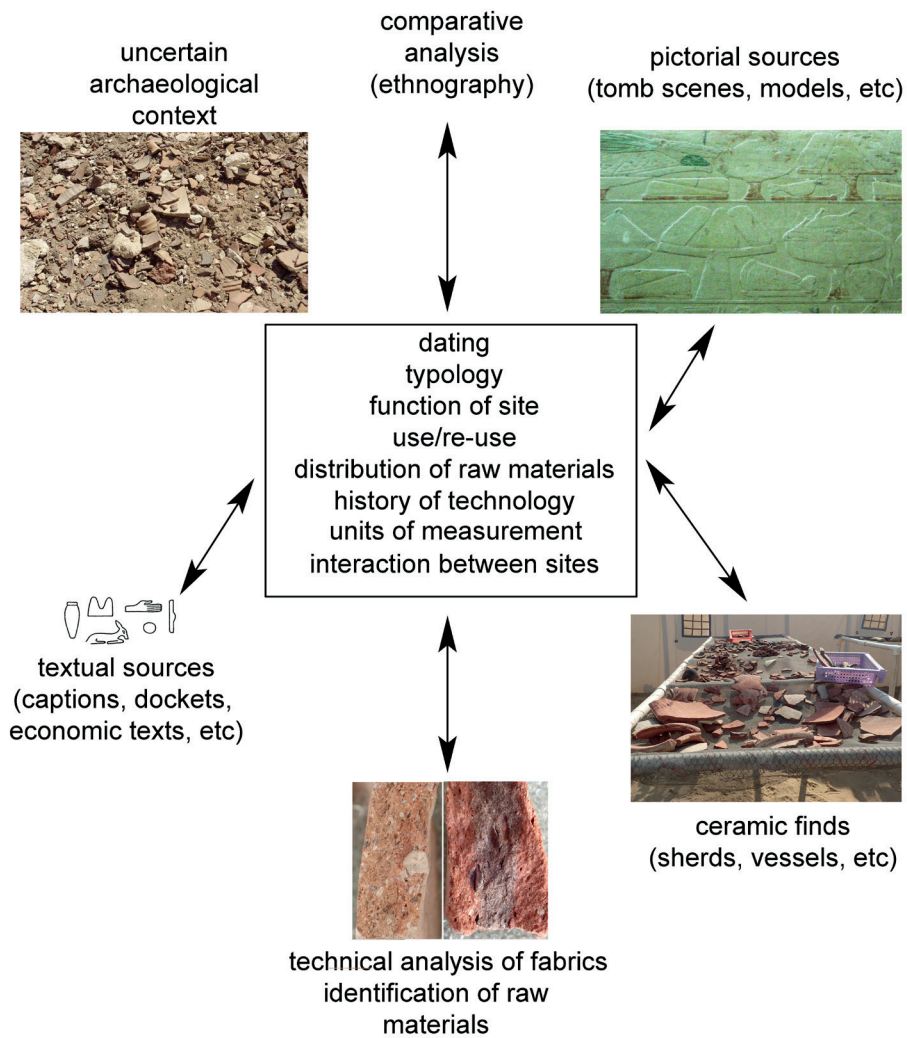 uncertain
archaeological
context
comparative
analysis
(ethnography)
pictorial sources
(tomb scenes, models, etc)
dating
typology
function of site
use/re-use
distribution of raw materials
history of technology
units of measurement
interaction between sites
textual sources
(captions, dockets,
economic texts, etc)
ceramic finds
(sherds, vessels, etc)
technical analysis of fabrics
identification of raw
materials